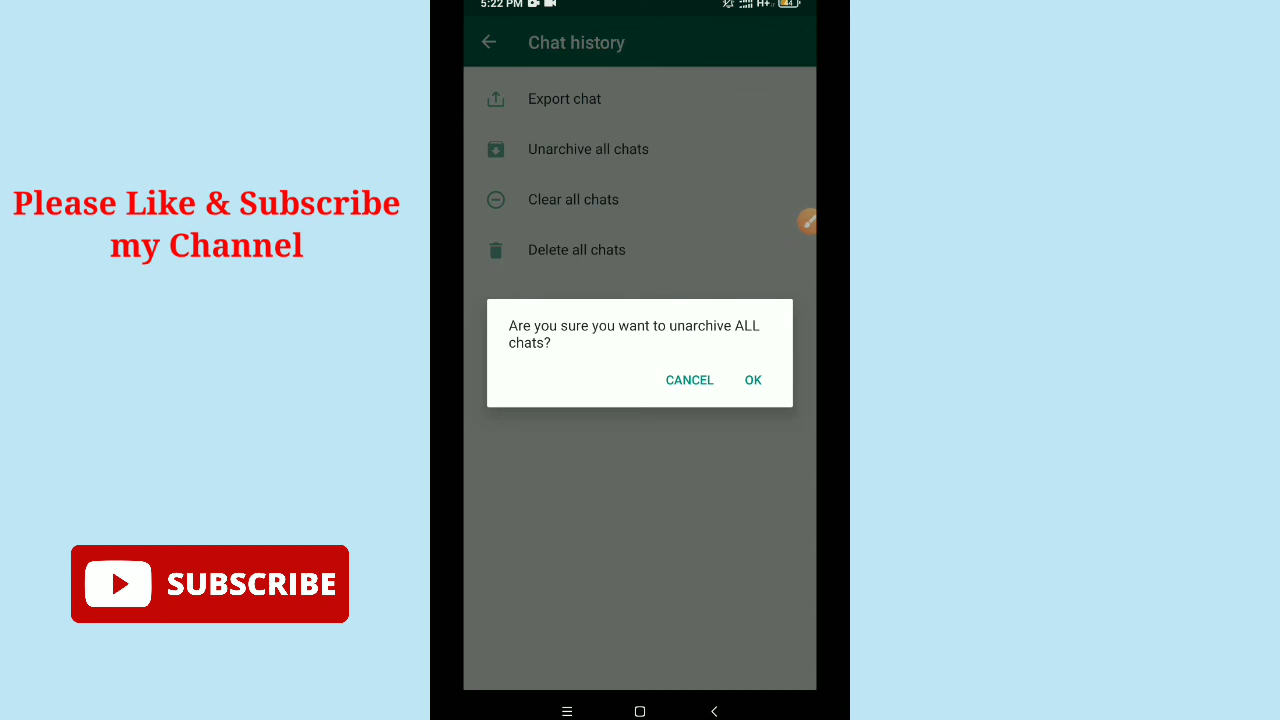 5:22 PM
H+
44
Chat history
Export chat
Unarchive all chats
Clear all chats
Delete all chats
Are you sure you want to unarchive ALL
chats?
CANCEL OK
Please Like & Subscribe
my Channel
SUBSCRIBE